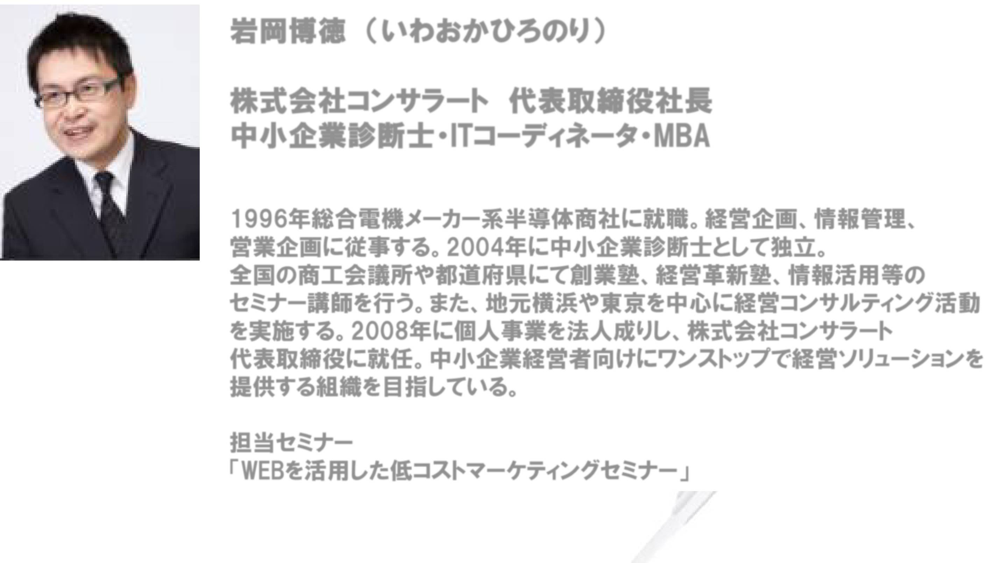 岩岡博徳　（いわおかひろのり）
株式会社コンサラート　代表取締役社長
中小企業診断士・ITコーディネータ・MBA
1996年総合電機メーカー系半導体商社に就職。経営企画、情報管理、
営業企画に従事する。2004年に中小企業診断士として独立。
全国の商工会議所や都道府県にて創業塾、経営革新塾、情報活用等の
セミナー講師を行う。また、地元横浜や東京を中心に経営コンサルティング活動
を実施する。2008年に個人事業を法人成りし、株式会社コンサラート
代表取締役に就任。中小企業経営者向けにワンストップで経営ソリューションを
提供する組織を目指している。
担当セミナー
「WEBを活用した低コストマーケティングセミナー」